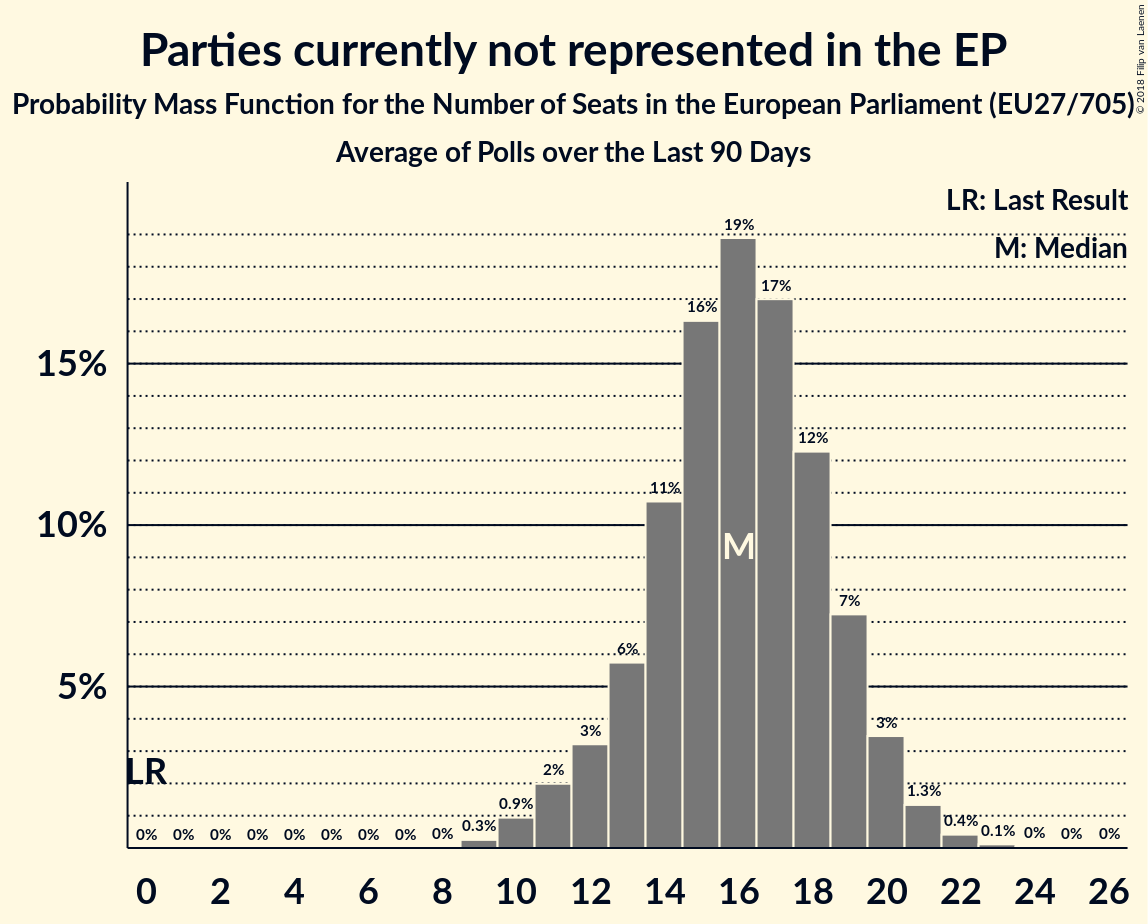 Parties currently not represented in the EP
Probability Mass Function for the Number of Seats in the European Parliament (EU27/705)
Average of Polls over the Last 90 Days
© 2018 Filip van Laenen
LR: Last Result
M: Median
15%
10%
5%
LR
M
0% 0% 0% 0% 0% 0% 0% 0% 0% 0.3% 0.9% 2% 3% 6% 11% 16% 19% 17% 12% 7% 3% 1.3% 0.4% 0.1% 0% 0% 0%
0 2 4 6 8 10 12 14 16 18 20 22 24 26